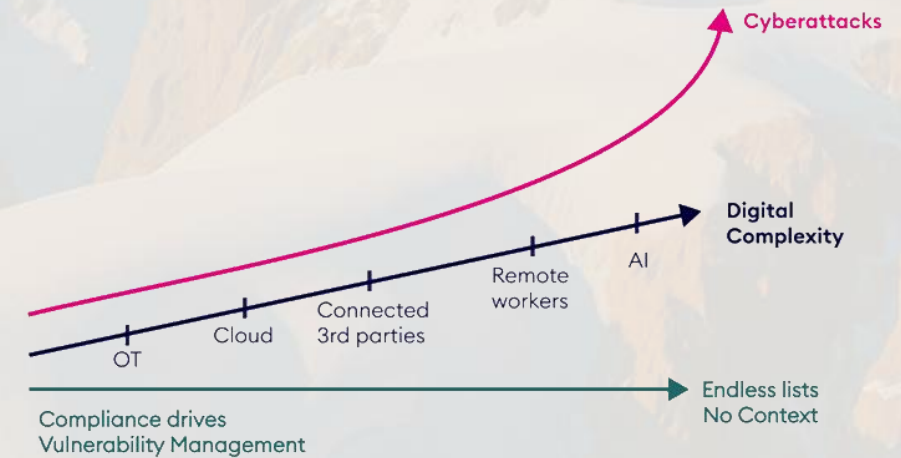 Cyberattacks
Digital
Complexity
AI
Remote
workers
Connected
3rd parties
Cloud
OT
Endless lists
No Context
Compliance drives
Vulnerability Management